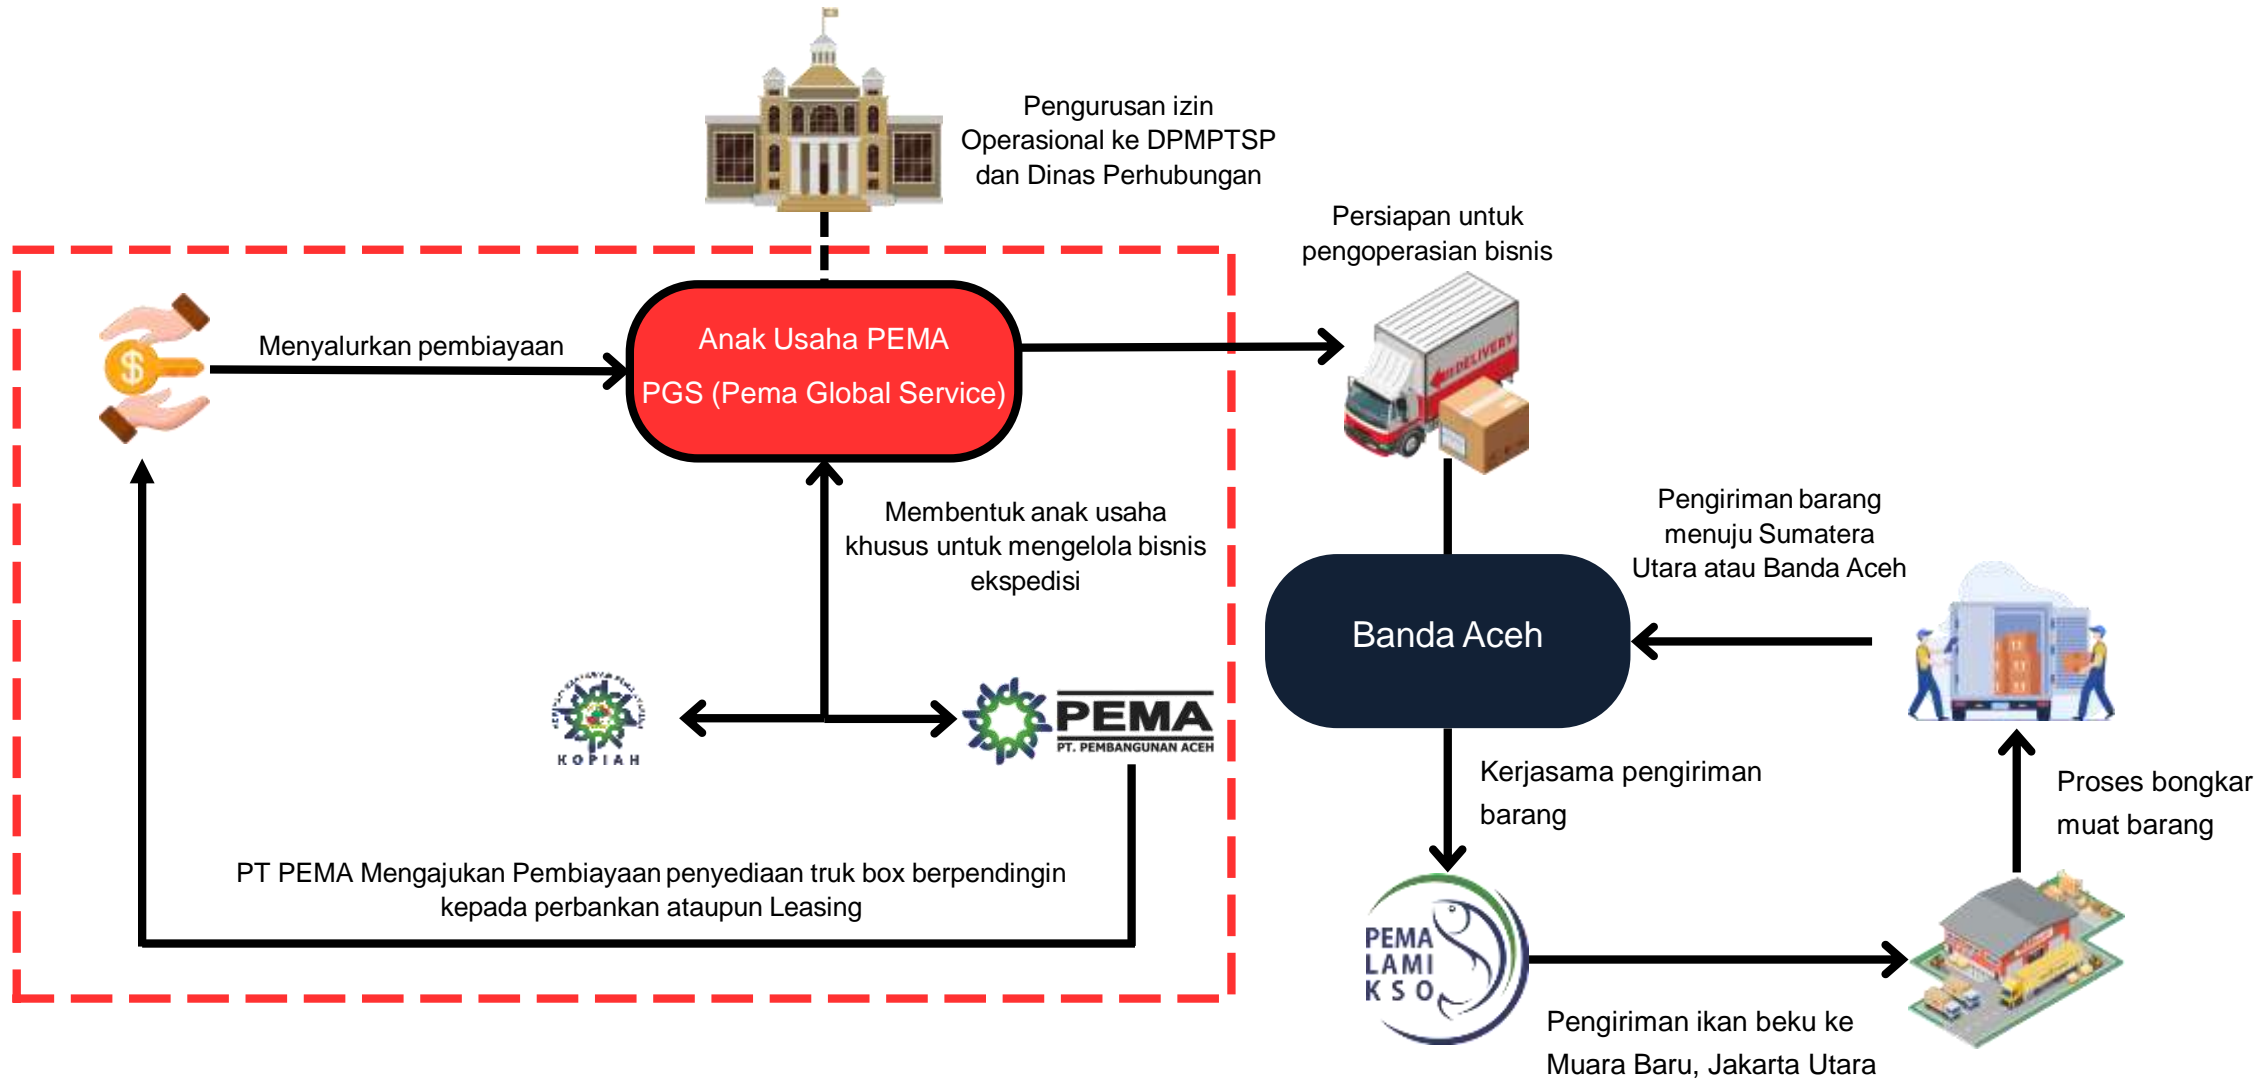 Pengurusan izin
Operasional ke DPMPTSP
dan Dinas Perhubungan
Persiapan untuk
pengoperasian bisnis
Menyalurkan pembiayaan
Anak Usaha PEMA
PGS (Pema Global Service)
DELIVERY
Membentuk anak usaha
khusus untuk mengelola bisnis
ekspedisi
Pengiriman barang
menuju Sumatera
Utara atau Banda Aceh
Banda Aceh
KOPIAH
PEMA
PT. PEMBANGUNAN ACEH
Kerjasama pengiriman
barang
Proses bongkar
muat barang
PT PEMA Mengajukan Pembiayaan penyediaan truk box berpendingin
kepada perbankan ataupun Leasing
PEMA
LAMI
KSO
Pengiriman ikan beku ke
Muara Baru, Jakarta Utara